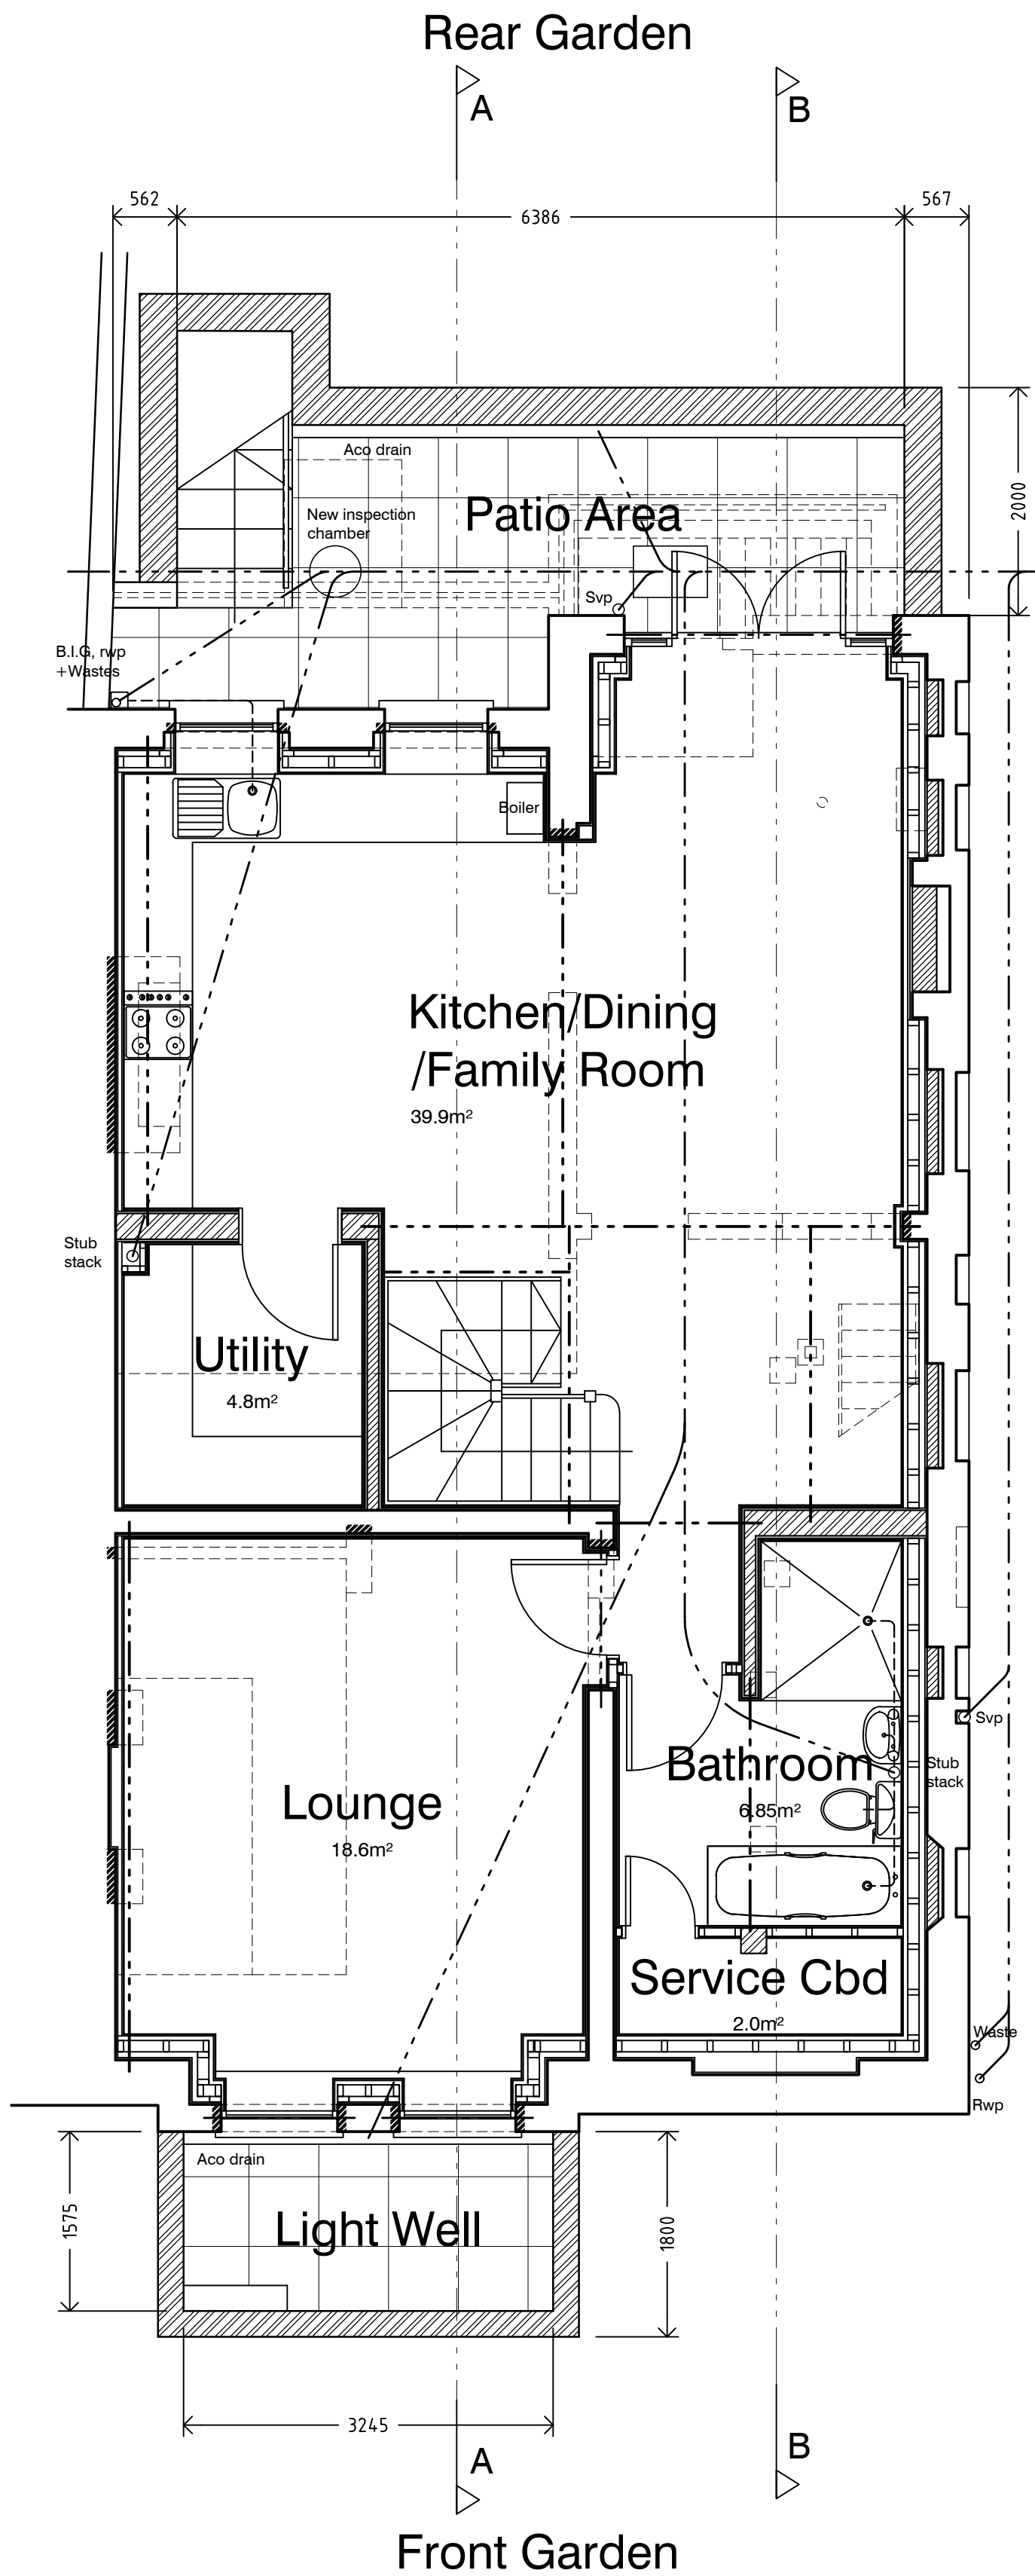 Rear Garden
A
B
562
6386
567
Aco drain
New inspection
chamber
Patio Area
2000
Svp
B.I.G, rwp
+Wastes
Boiler
Kitchen/Dining
/Family Room
39.9m²
Stub
stack
Utility
4.8m²
Svp
Bathroom
Stub
stack
6.85m²
Lounge
18.6m²
Service Cbd
2.0m²
Waste
Rwp
Aco drain
1575
Light Well
1800
3245
A
B
Front Garden